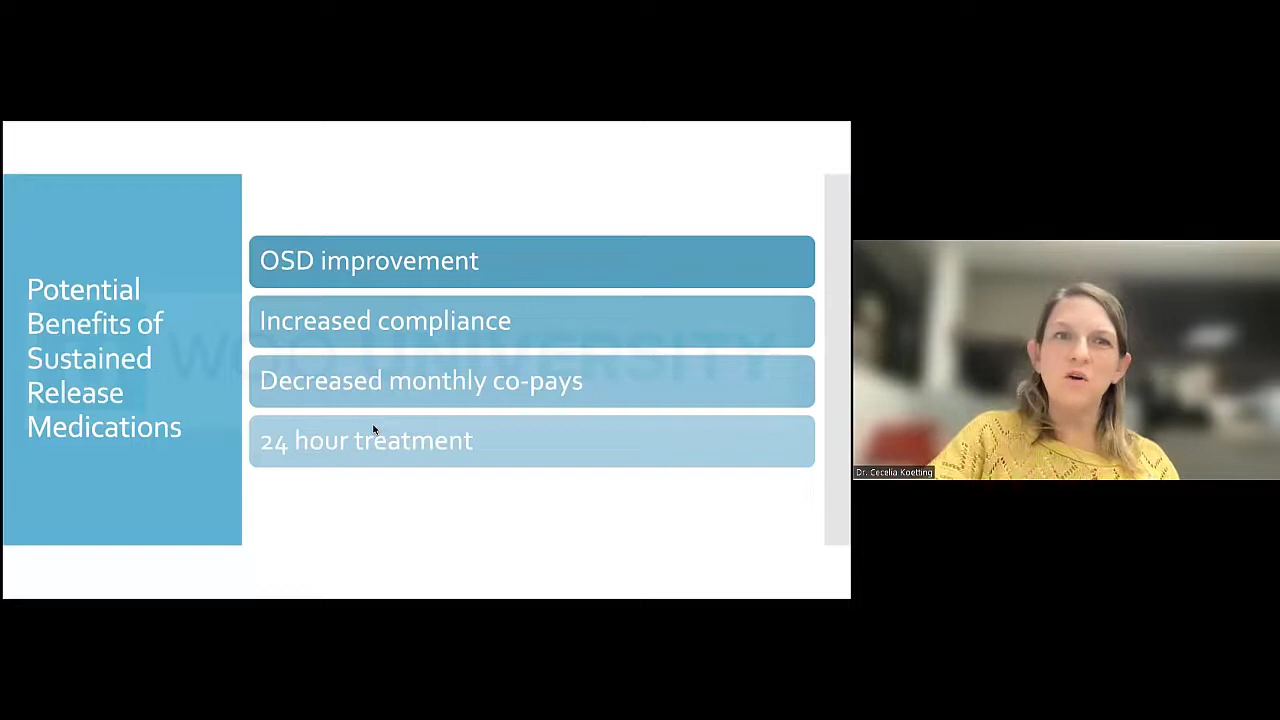 Potential
Benefits of
Sustained
Release
Medications
OSD improvement
Increased compliance
Decreased monthly co-pays
24 hour treatment
Dr. Cecelia Koetting